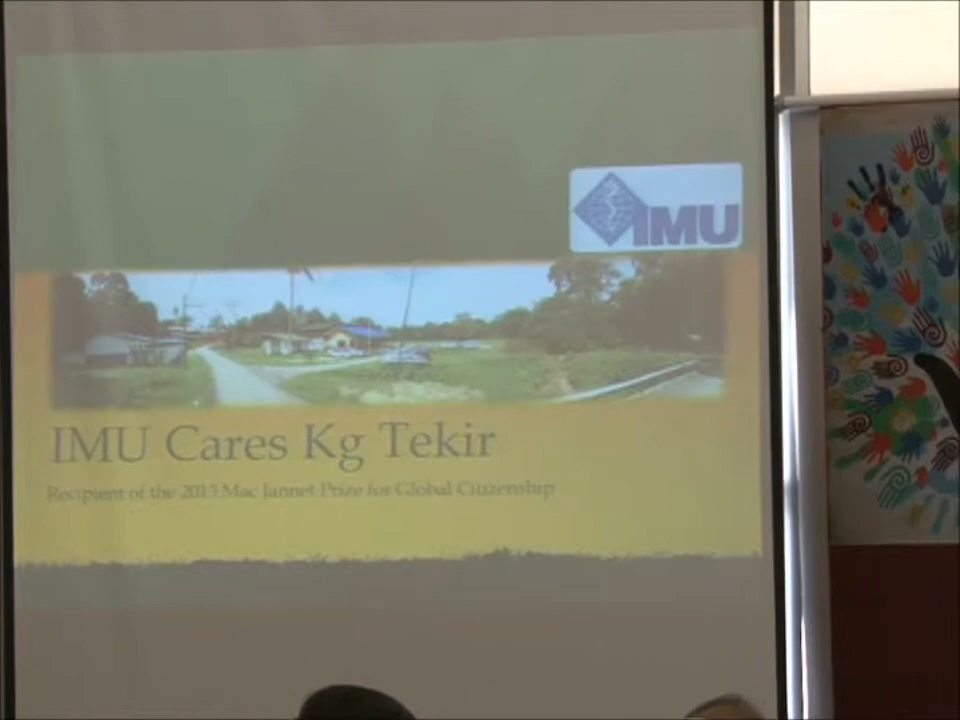 IMU
IMU Cares Kg Tekir
Recipient of the 2013 Mac Jannet Prize for Global Citizenship